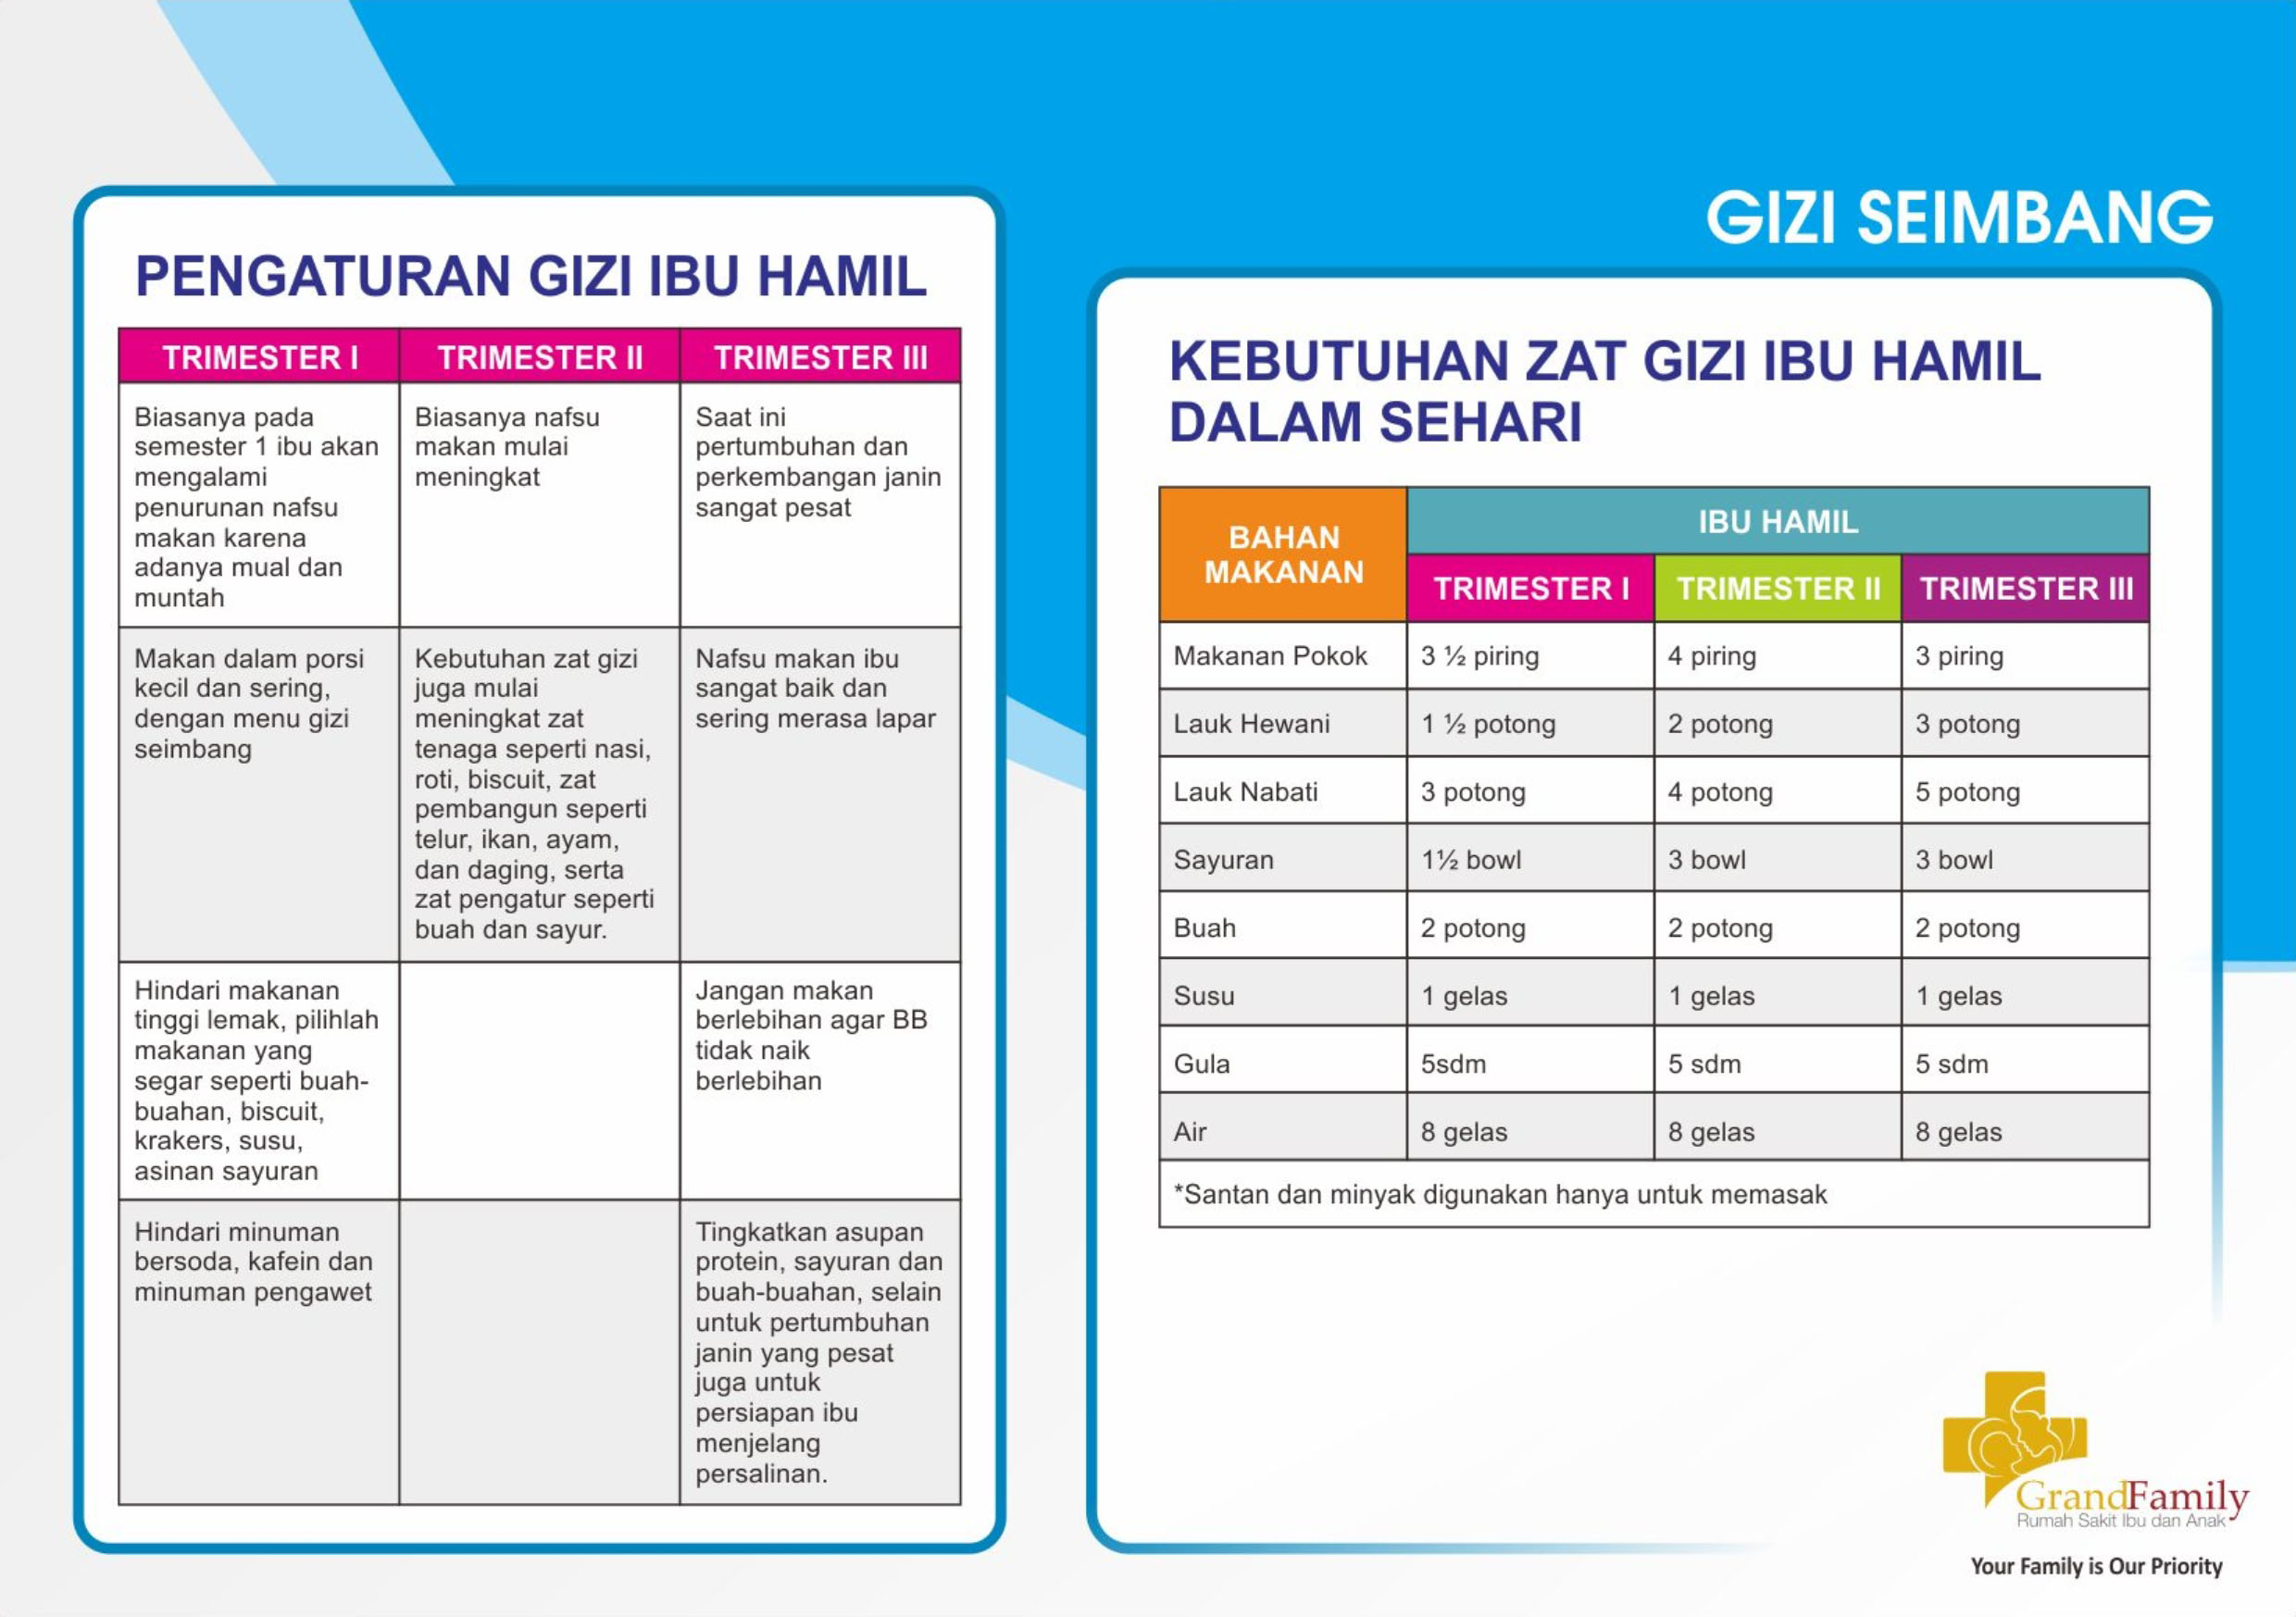 GIZI SEIMBANG
PENGATURAN GIZI IBU HAMIL
TRIMESTER I
TRIMESTER II
TRIMESTER III
Biasanya pada
semester 1 ibu akan
mengalami
penurunan nafsu
makan karena
adanya mual dan
muntah
Biasanya nafsu
makan mulai
meningkat
Saat ini
pertumbuhan dan
perkembangan janin
sangat pesat
Makan dalam porsi
kecil dan sering,
dengan menu gizi
seimbang
Kebutuhan zat gizi
juga mulai
meningkat zat
tenaga seperti nasi,
roti, biscuit, zat
pembangun seperti
telur, ikan, ayam,
dan daging, serta
zat pengatur seperti
buah dan sayur.
Nafsu makan ibu
sangat baik dan
sering merasa lapar
Hindari makanan
tinggi lemak, pilihlah
makanan yang
segar seperti buah-
buahan, biscuit,
krakers, susu,
asinan sayuran
Jangan makan
berlebihan agar BB
tidak naik
berlebihan
Hindari minuman
bersoda, kafein dan
minuman pengawet
Tingkatkan asupan
protein, sayuran dan
buah-buahan, selain
untuk pertumbuhan
janin yang pesat
juga untuk
persiapan ibu
menjelang
persalinan.
KEBUTUHAN ZAT GIZI IBU HAMIL
DALAM SEHARI
BAHAN
MAKANAN
IBU HAMIL
TRIMESTER I
TRIMESTER II
TRIMESTER III
Makanan Pokok
3 ½ piring
4 piring
3 piring
Lauk Hewani
1 ½ potong
2 potong
3 potong
Lauk Nabati
3 potong
4 potong
5 potong
Sayuran
1½ bowl
3 bowl
3 bowl
Buah
2 potong
2 potong
2 potong
Susu
1 gelas
1 gelas
1 gelas
Gula
5sdm
5 sdm
5 sdm
Air
8 gelas
8 gelas
8 gelas
*Santan dan minyak digunakan hanya untuk memasak
GrandFamily
Rumah Sakit Ibu dan Anak
Your Family is Our Priority